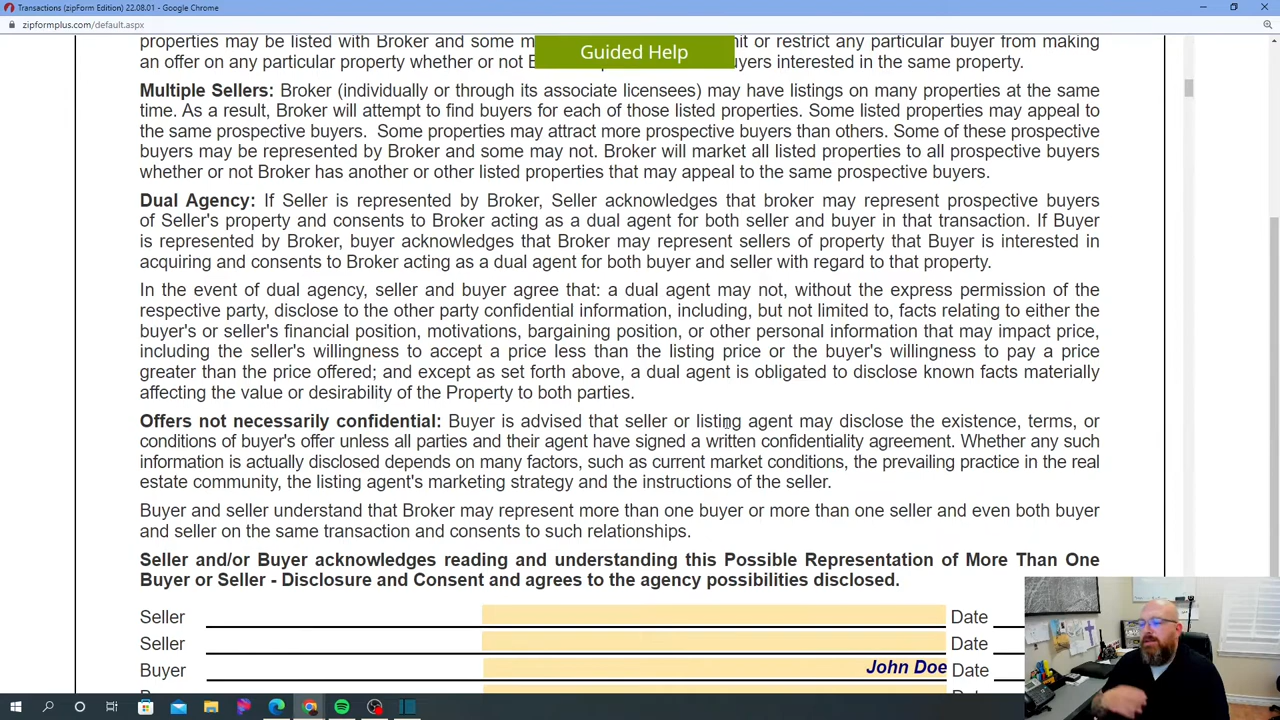 Transactions (zipForm Edition) 22.08.01 - Google Chrome
zipformplus.com/default.aspx
Guided Help
properties may be listed with Broker and some m it or restrict any particular buyer from making
an offer on any particular property whether or not uyers interested in the same property.
Multiple Sellers: Broker (individually or through its associate licensees) may have listings on many properties at the same
time. As a result, Broker will attempt to find buyers for each of those listed properties. Some listed properties may appeal to
the same prospective buyers. Some properties may attract more prospective buyers than others. Some of these prospective
buyers may be represented by Broker and some may not. Broker will market all listed properties to all prospective buyers
whether or not Broker has another or other listed properties that may appeal to the same prospective buyers.
Dual Agency: If Seller is represented by Broker, Seller acknowledges that broker may represent prospective buyers
of Seller's property and consents to Broker acting as a dual agent for both seller and buyer in that transaction. If Buyer
is represented by Broker, buyer acknowledges that Broker may represent sellers of property that Buyer is interested in
acquiring and consents to Broker acting as a dual agent for both buyer and seller with regard to that property.
In the event of dual agency, seller and buyer agree that: a dual agent may not, without the express permission of the
respective party, disclose to the other party confidential information, including, but not limited to, facts relating to either the
buyer's or seller's financial position, motivations, bargaining position, or other personal information that may impact price,
including the seller's willingness to accept a price less than the listing price or the buyer's willingness to pay a price
greater than the price offered; and except as set forth above, a dual agent is obligated to disclose known facts materially
affecting the value or desirability of the Property to both parties.
Offers not necessarily confidential: Buyer is advised that seller or listing agent may disclose the existence, terms, or
conditions of buyer's offer unless all parties and their agent have signed a written confidentiality agreement. Whether any such
information is actually disclosed depends on many factors, such as current market conditions, the prevailing practice in the real
estate community, the listing agent's marketing strategy and the instructions of the seller.
Buyer and seller understand that Broker may represent more than one buyer or more than one seller and even both buyer
and seller on the same transaction and consents to such relationships.
Seller and/or Buyer acknowledges reading and understanding this Possible Representation of More Than One
Buyer or Seller - Disclosure and Consent and agrees to the agency possibilities disclosed.
Seller Date
Seller Date
Buyer John Doe Date